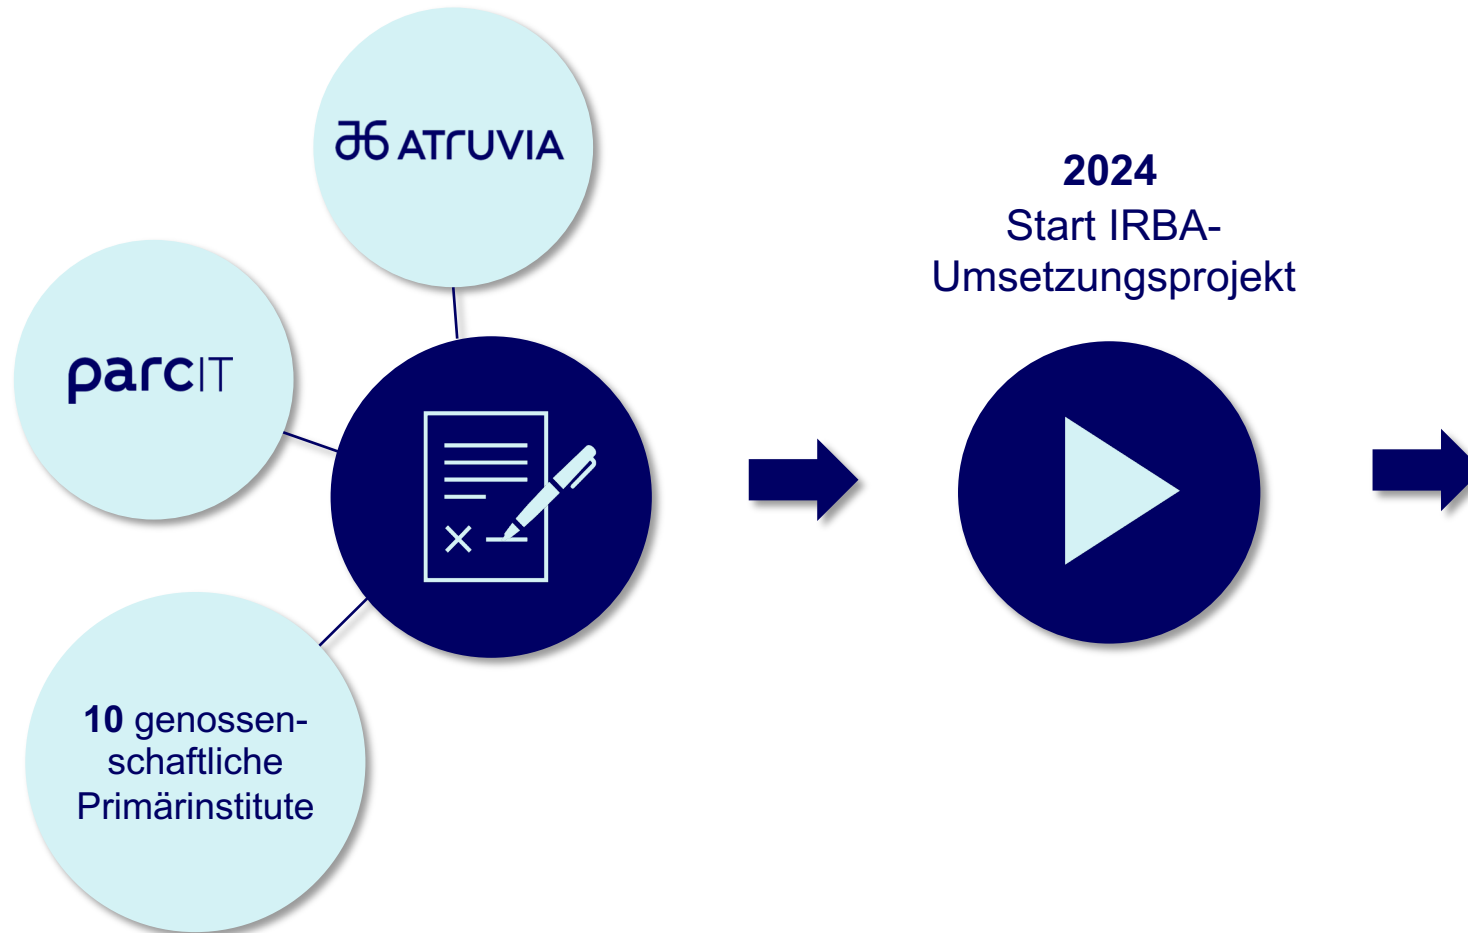 ATRUVIA
parcIT
10 genossen-
schaftliche
Primärinstitute
2024
Start IRBA-
Umsetzungsprojekt